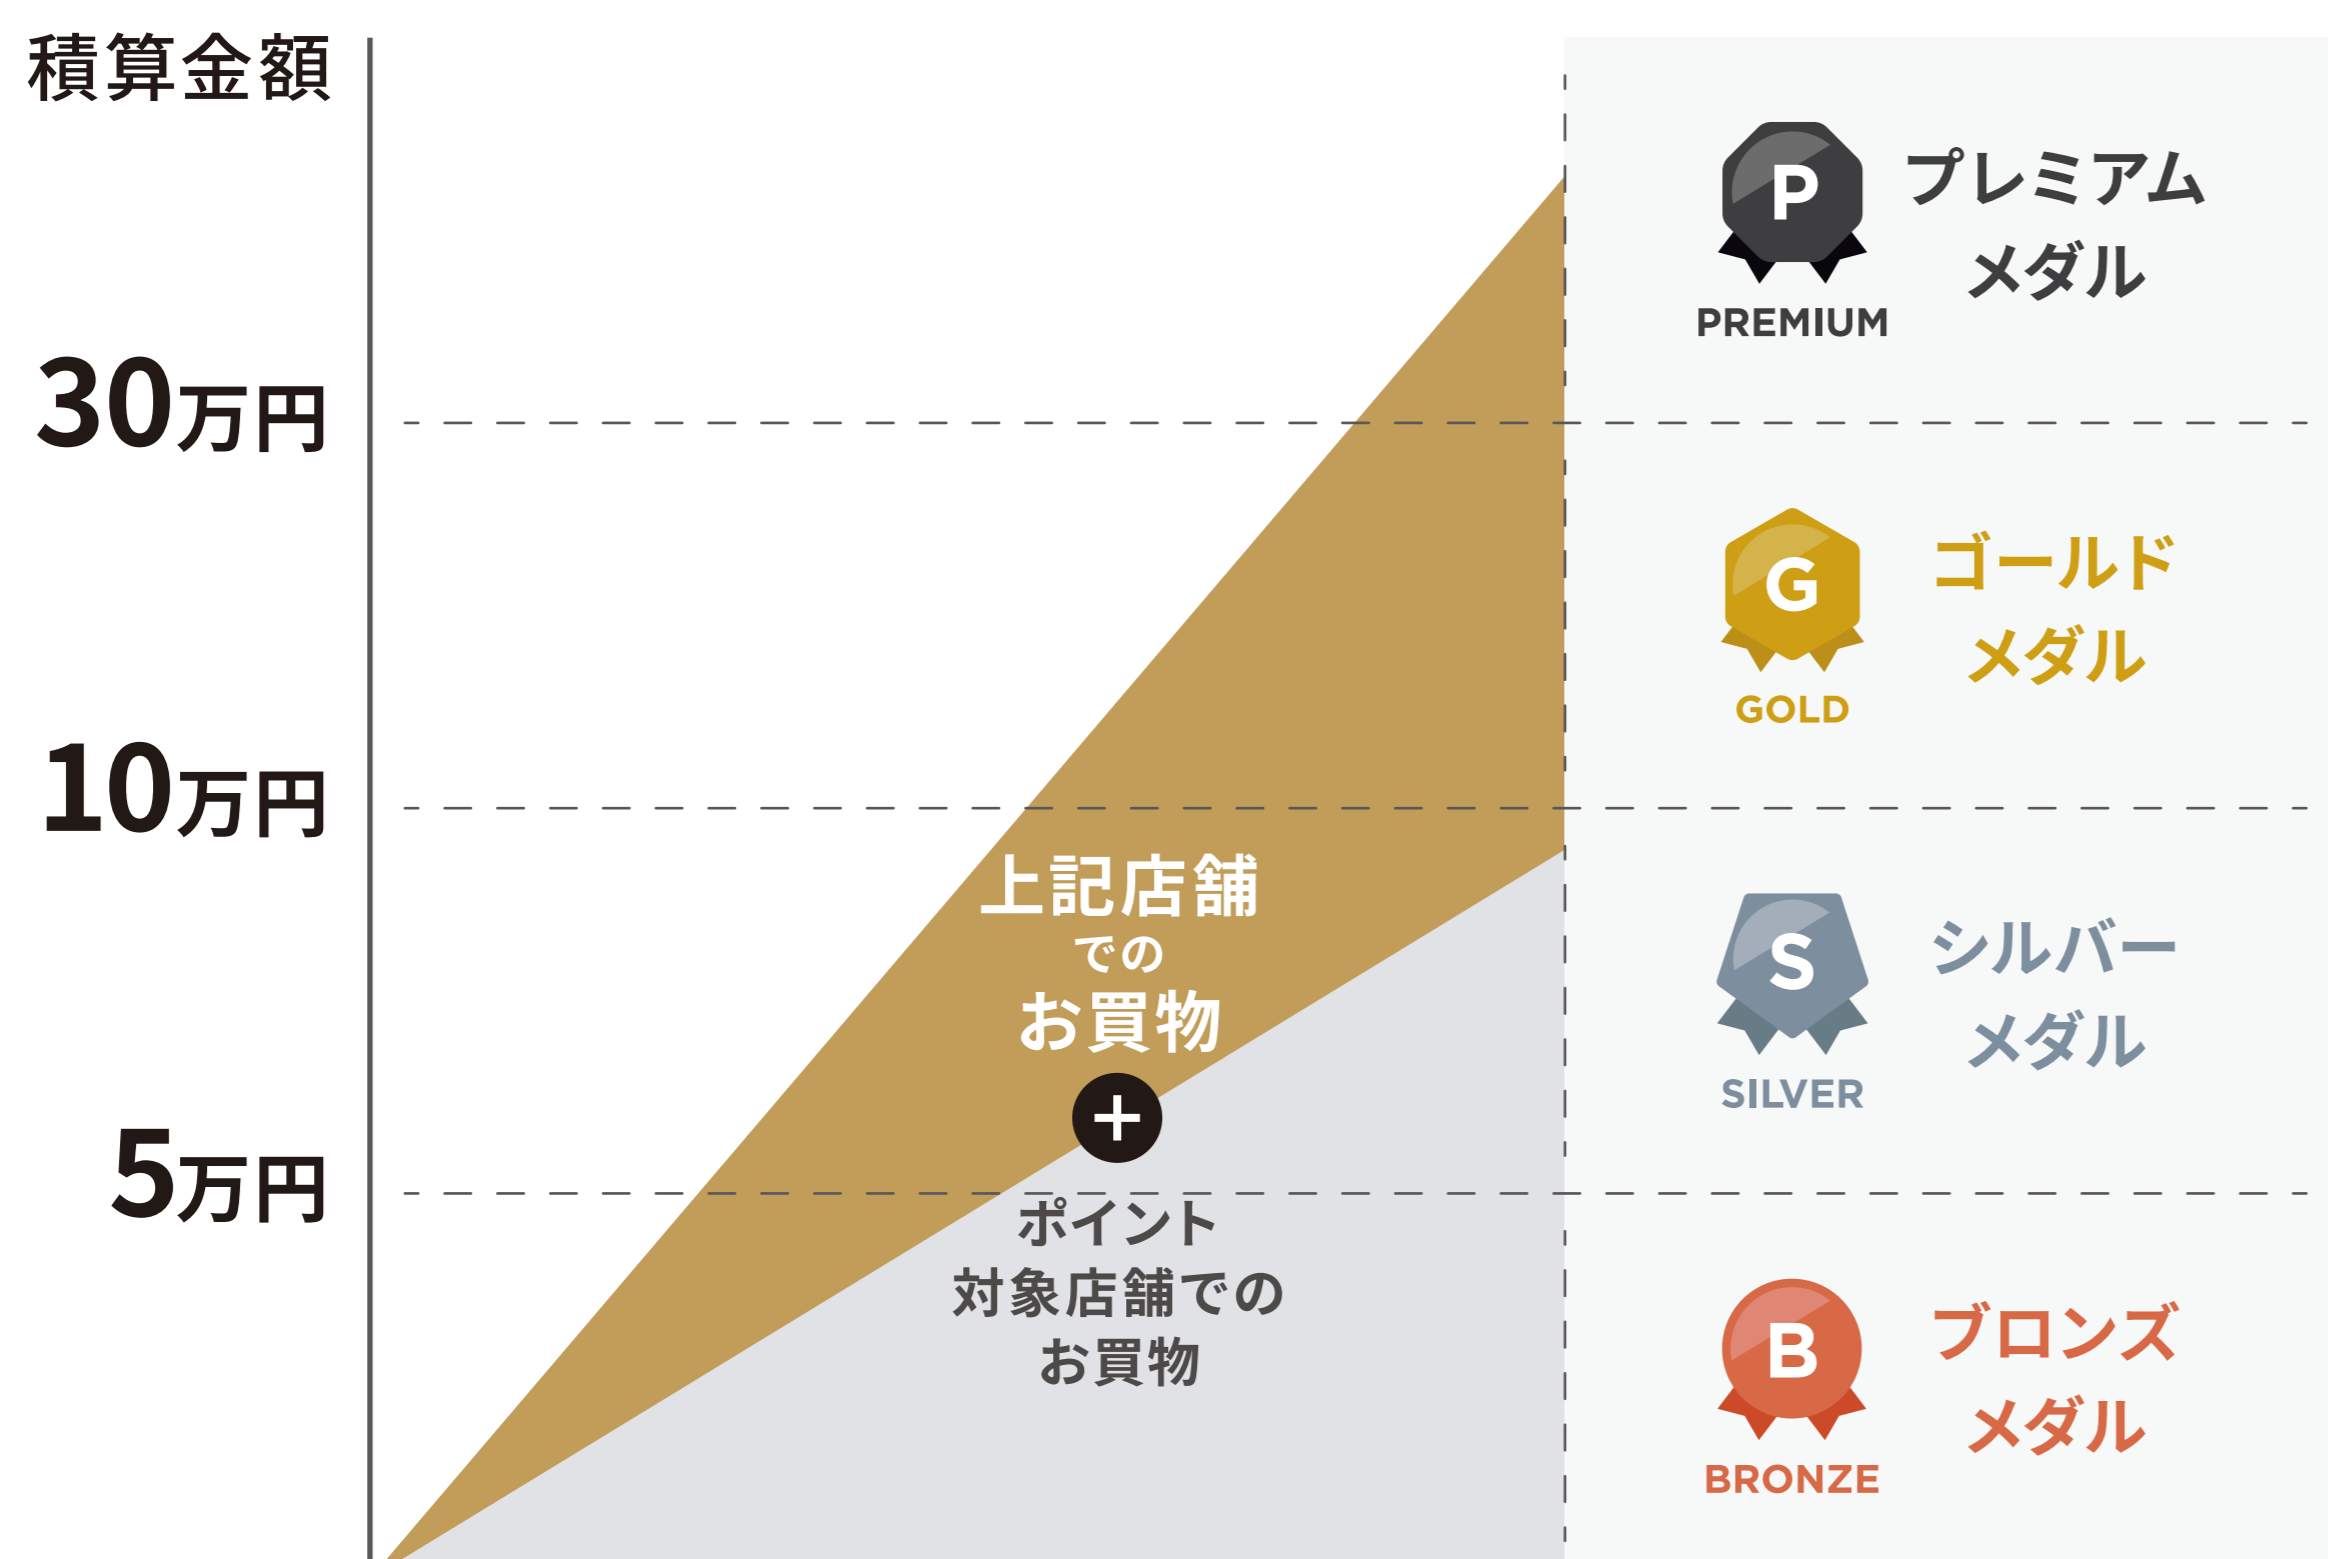 積算金額
30万円
10万円
5万円
上記店舗
での
お買物
+
ポイント
対象店舗での
お買物
P
PREMIUM
プレミアム
メダル
G
GOLD
ゴールド
メダル
S
SILVER
シルバー
メダル
B
BRONZE
ブロンズ
メダル